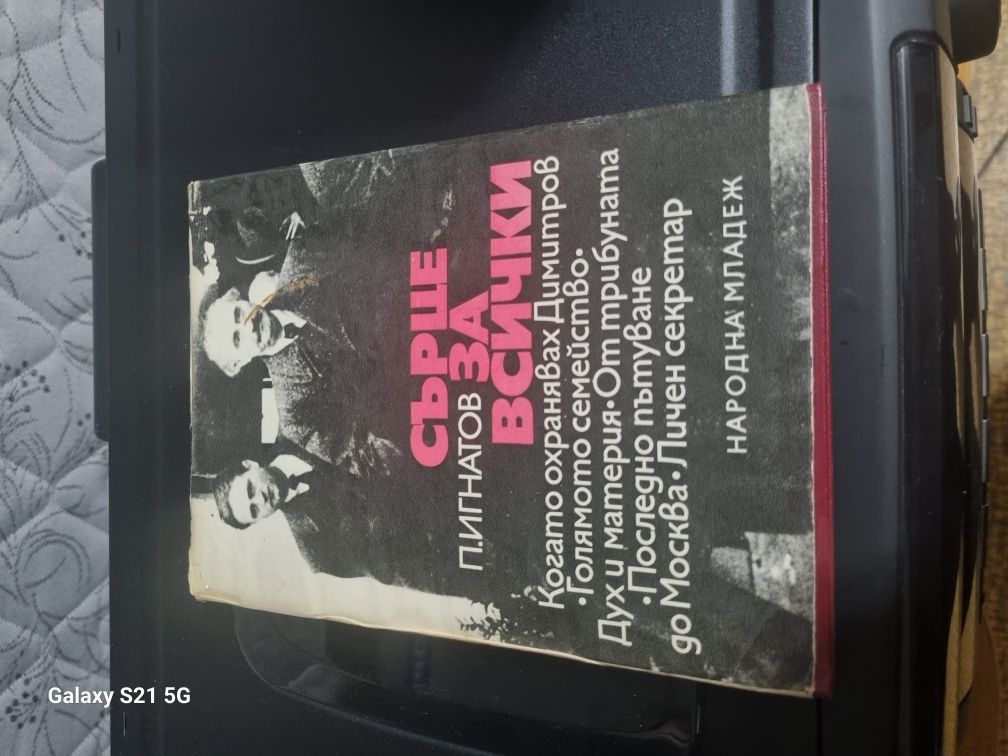 СЪРЦЕ
П.ИГНАТОВ ЗА
ВСИЧКИ
Когато охранявах Димитров
•Голямото семейство•
Дух и материя•От трибуната
•Последно пътуване
до Москва•Личен секретар
НАРОДНА МЛАДЕЖ
Galaxy S21 5G